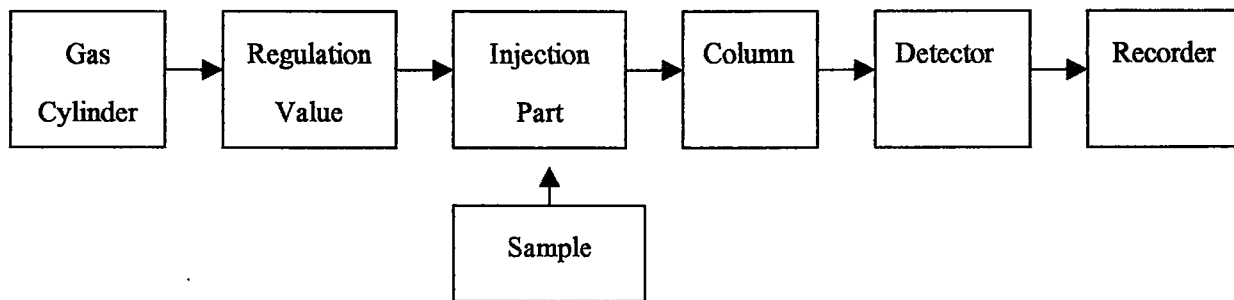 Gas
Cylinder
Regulation
Value
Injection
Part
Column
Detector
Recorder
Sample